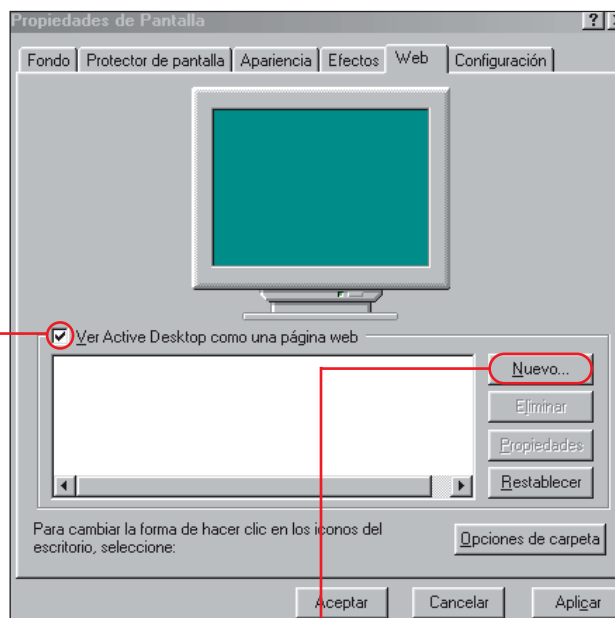 Propiedades de Pantalla ?
Fondo Protector de pantalla Apariencia Efectos Web Configuración
Ver Active Desktop como una página web
Nuevo...
Eliminar
Propiedades
Restablecer
Para cambiar la forma de hacer clic en los iconos del
escritorio, seleccione:
Opciones de carpeta
Aceptar Cancelar Aplicar